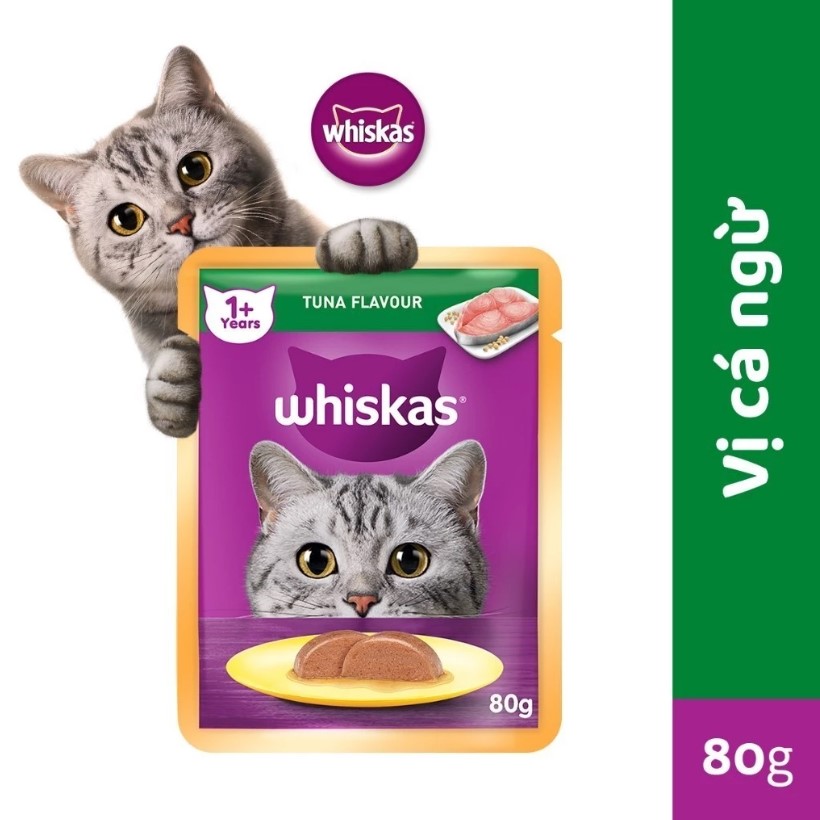 whiskas
1+
Years
TUNA FLAVOUR
whiskas®
80g
Vị cá ngừ
80g